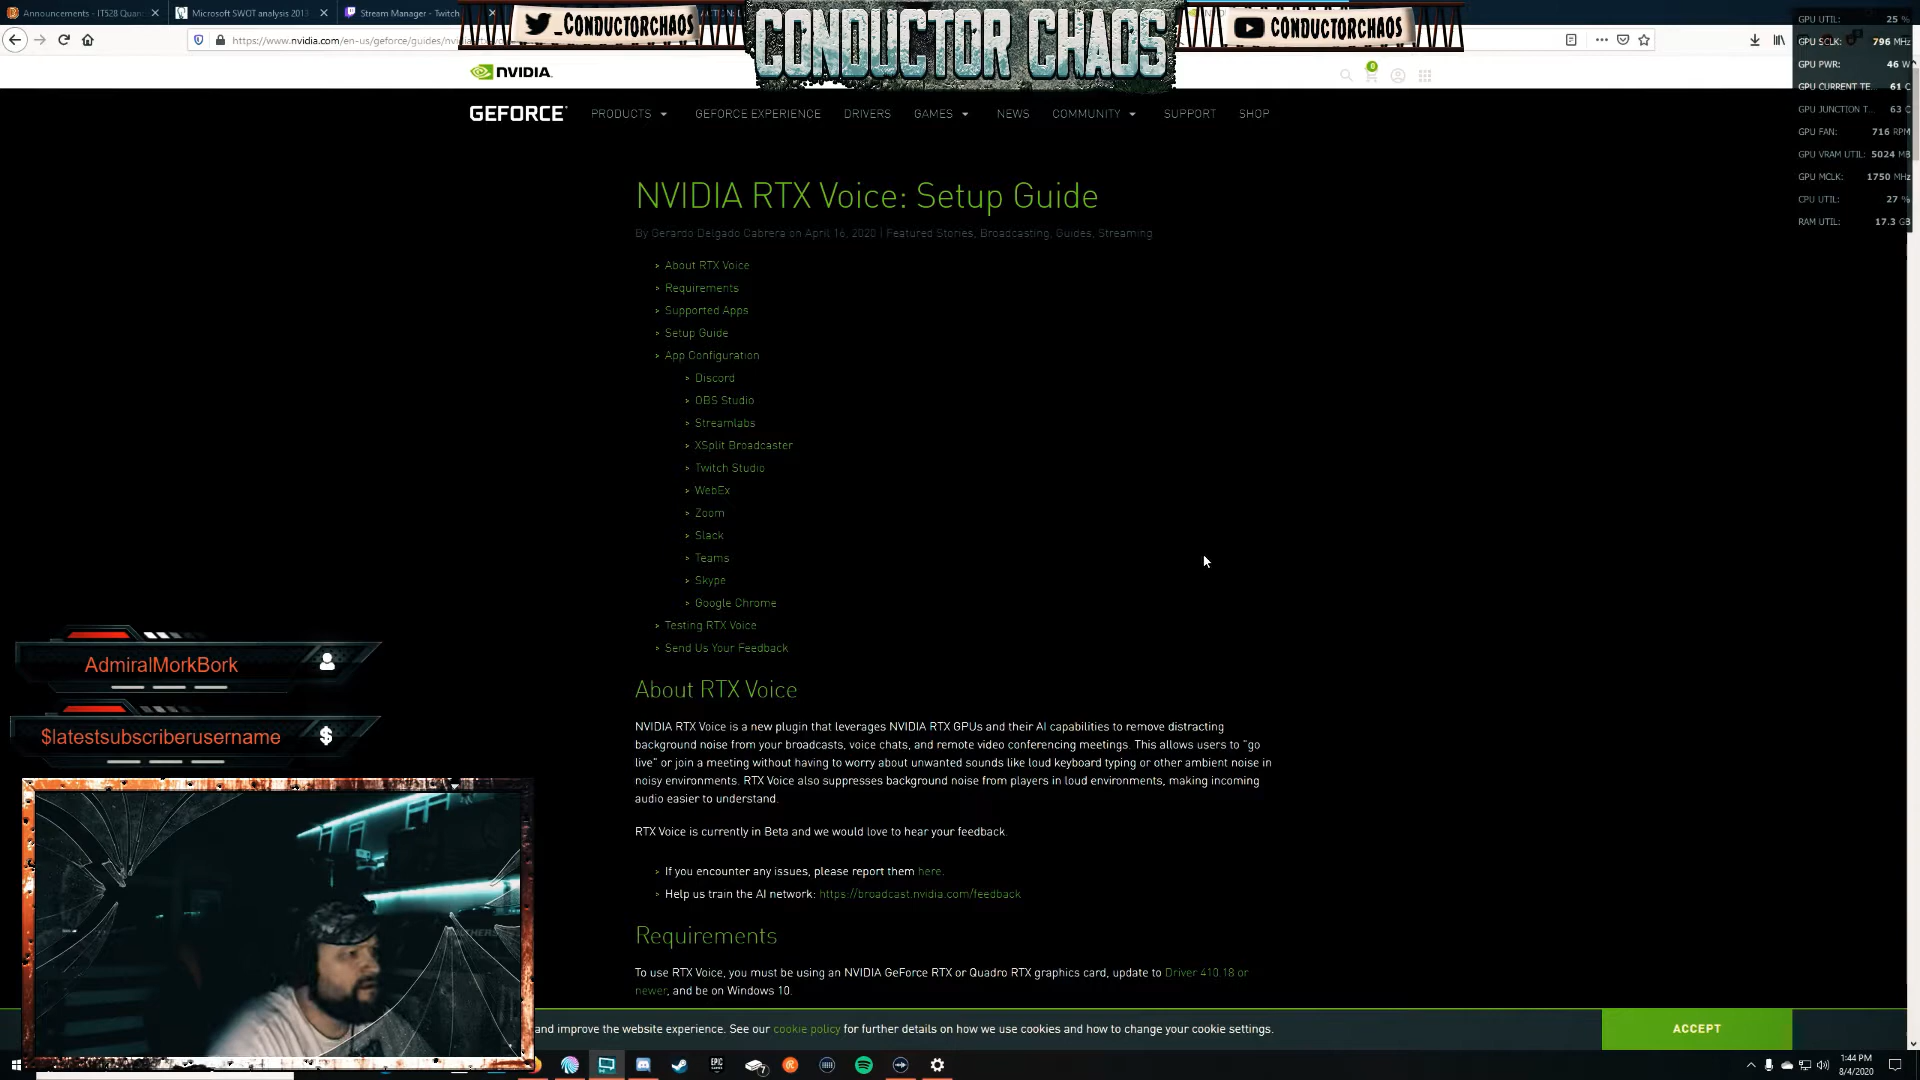 Announcements - IT528 Quan
Microsoft SWOT analysis 2013
Stream Manager - Twitch
_CONDUCTORCHAOS
CONDUCTOR CHAOS
CONDUCTORCHAOS
https://www.nvidia.com/en-us/geforce/guides/nvi
NVIDIA
0
GEFORCE
PRODUCTS
GEFORCE EXPERIENCE
DRIVERS
GAMES
NEWS
COMMUNITY
SUPPORT
SHOP
GPU UTIL: 25 %
GPU SCLK: 796 MHz
GPU PWR: 46 W
GPU CURRENT TE... 61 C
GPU JUNCTION T... 63 C
GPU FAN: 716 RPM
GPU VRAM UTIL: 5024 MB
GPU MCLK: 1750 MHz
CPU UTIL: 27 %
RAM UTIL: 17.3 GB
NVIDIA RTX Voice: Setup Guide
By Gerardo Delgado Cabrera on April 16, 2020 | Featured Stories, Broadcasting, Guides, Streaming
About RTX Voice
Requirements
Supported Apps
Setup Guide
App Configuration
Discord
OBS Studio
Streamlabs
XSplit Broadcaster
Twitch Studio
WebEx
Zoom
Slack
Teams
Skype
Google Chrome
Testing RTX Voice
Send Us Your Feedback
About RTX Voice
NVIDIA RTX Voice is a new plugin that leverages NVIDIA RTX GPUs and their AI capabilities to remove distracting
background noise from your broadcasts, voice chats, and remote video conferencing meetings. This allows users to "go
live" or join a meeting without having to worry about unwanted sounds like loud keyboard typing or other ambient noise in
noisy environments. RTX Voice also suppresses background noise from players in loud environments, making incoming
audio easier to understand.
RTX Voice is currently in Beta and we would love to hear your feedback.
If you encounter any issues, please report them here.
Help us train the AI network: https://broadcast.nvidia.com/feedback
Requirements
To use RTX Voice, you must be using an NVIDIA GeForce RTX or Quadro RTX graphics card, update to Driver 410.18 or
newer, and be on Windows 10.
AdmiralMorkBork
$latestsubscriberusername
$
and improve the website experience. See our cookie policy for further details on how we use cookies and how to change your cookie settings.
ACCEPT
EPIC GAMES
1:44 PM
8/4/2020